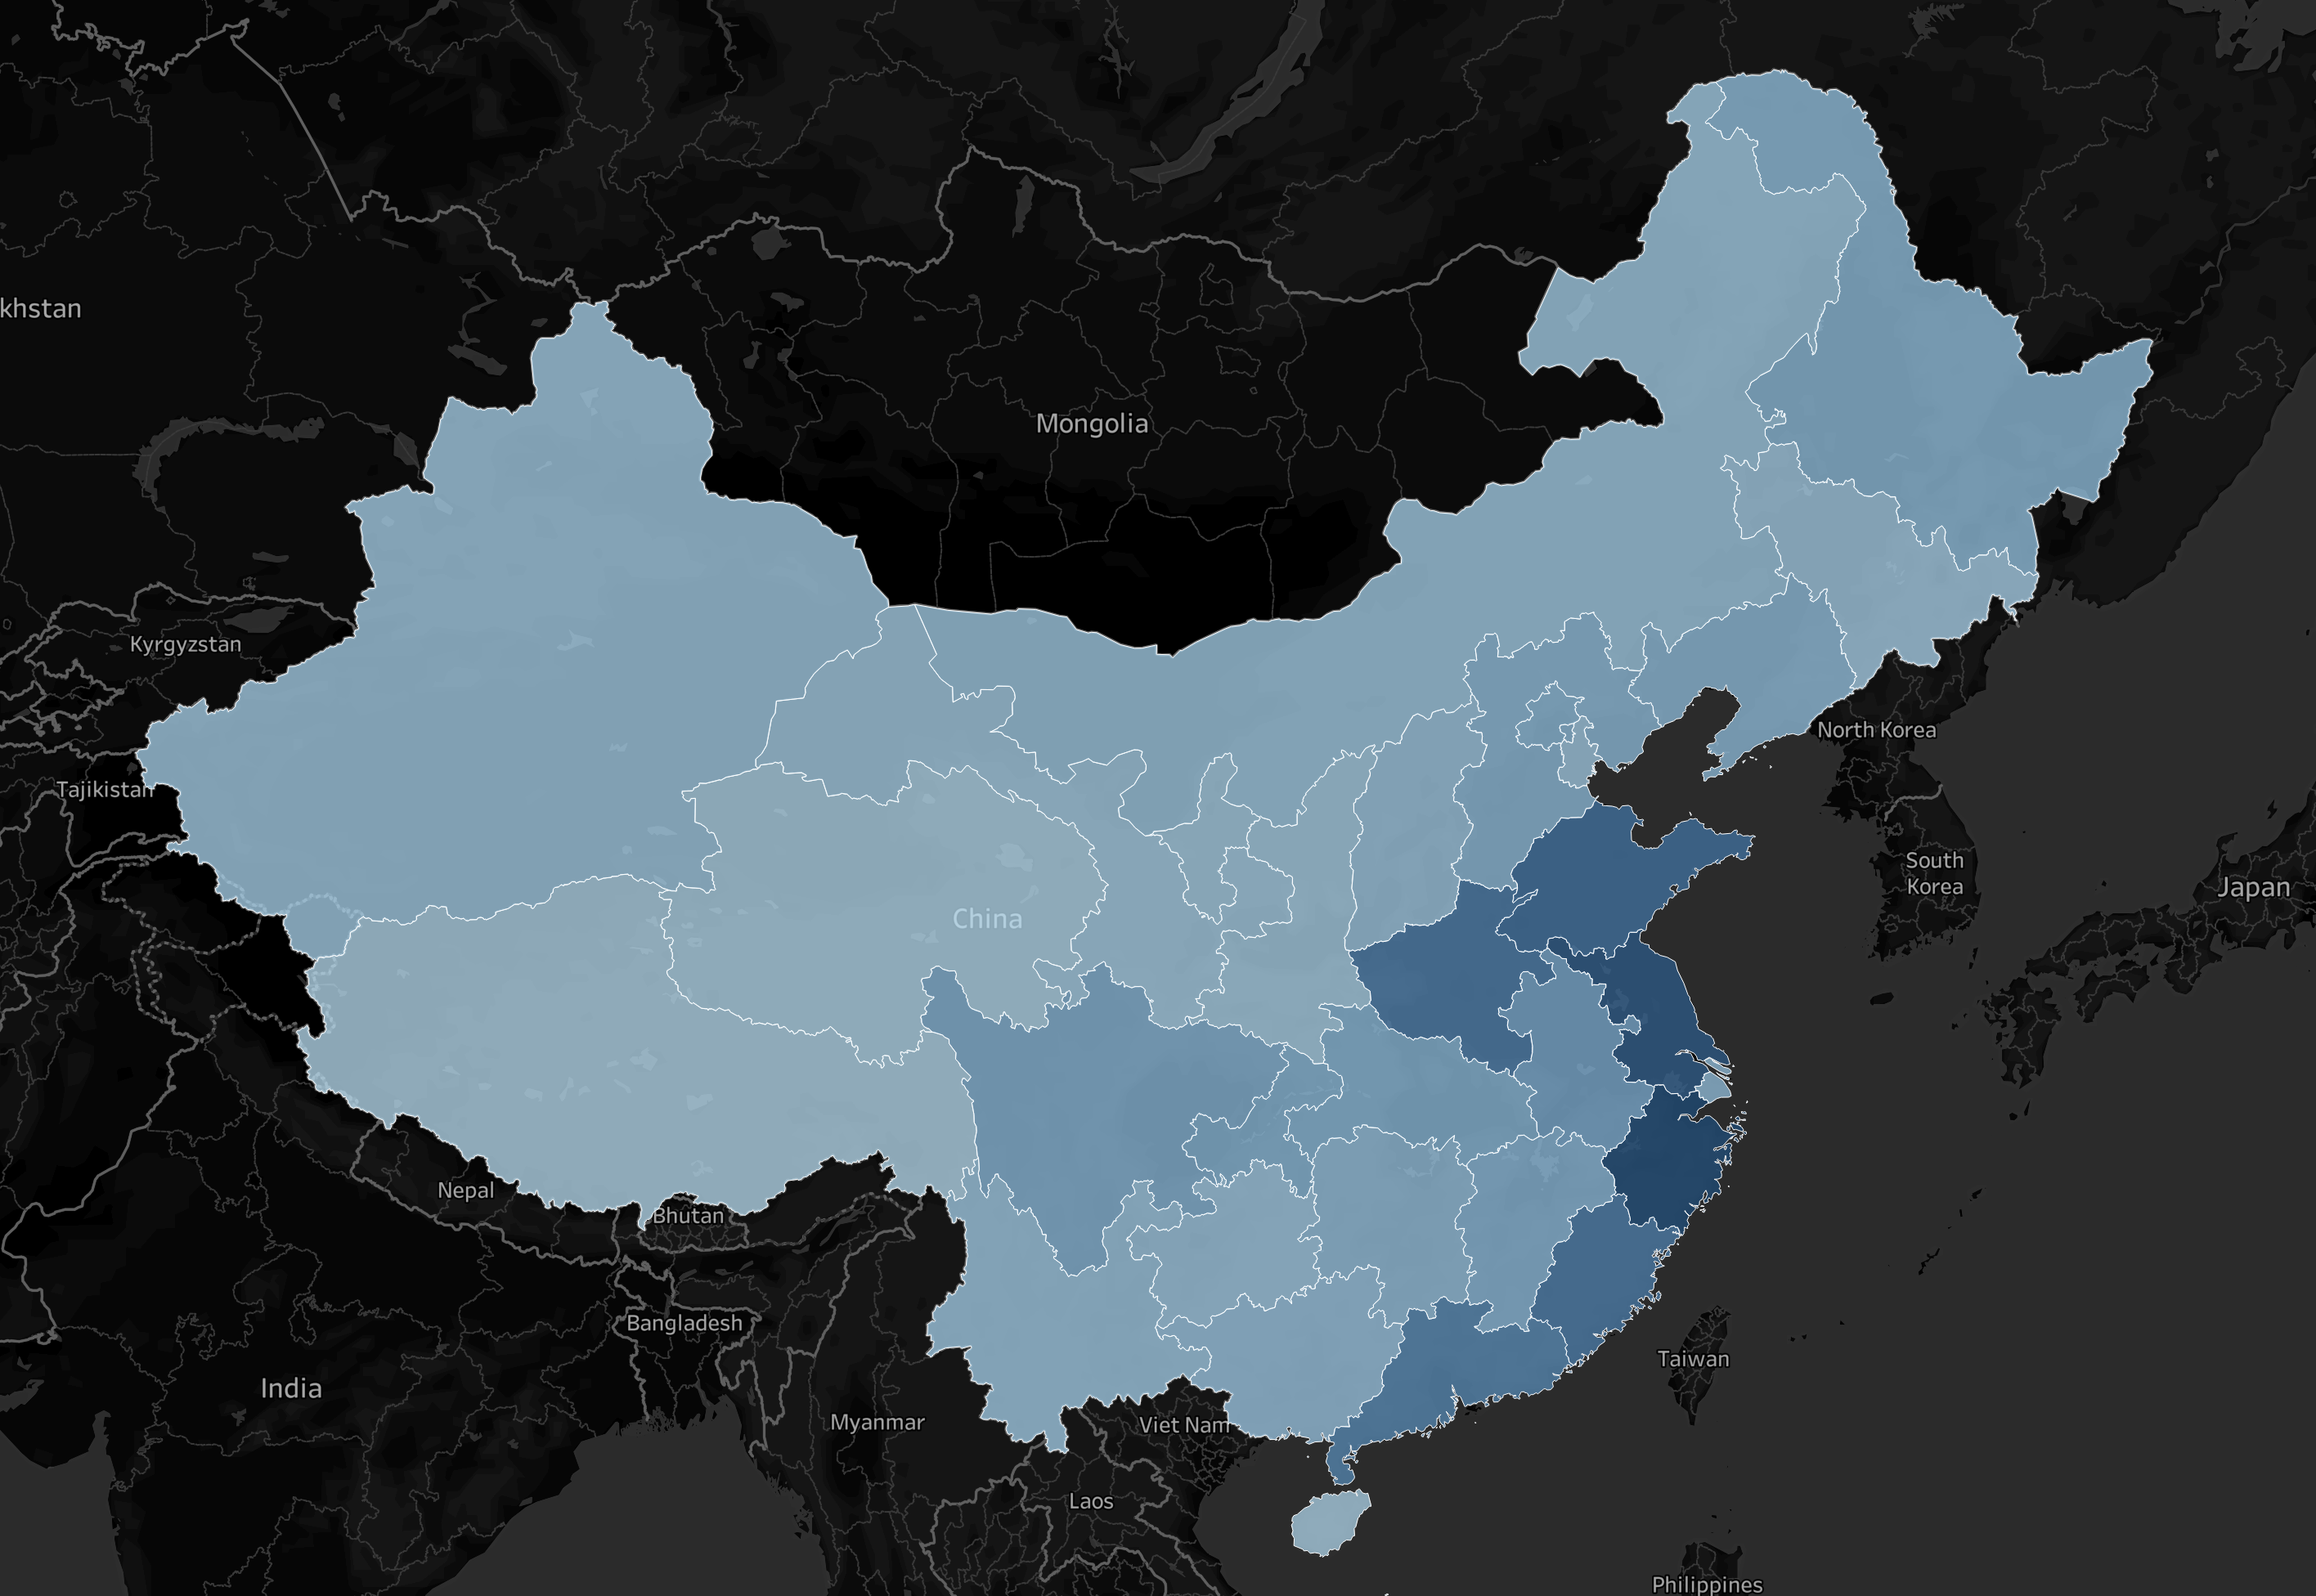 khstan
Mongolia
Kyrgyzstan
North Korea
Tajikistan
South
Korea
Japan
China
Nepal
Bhutan
Bangladesh
Taiwan
India
Myanmar
Viet Nam
Laos
Philippines